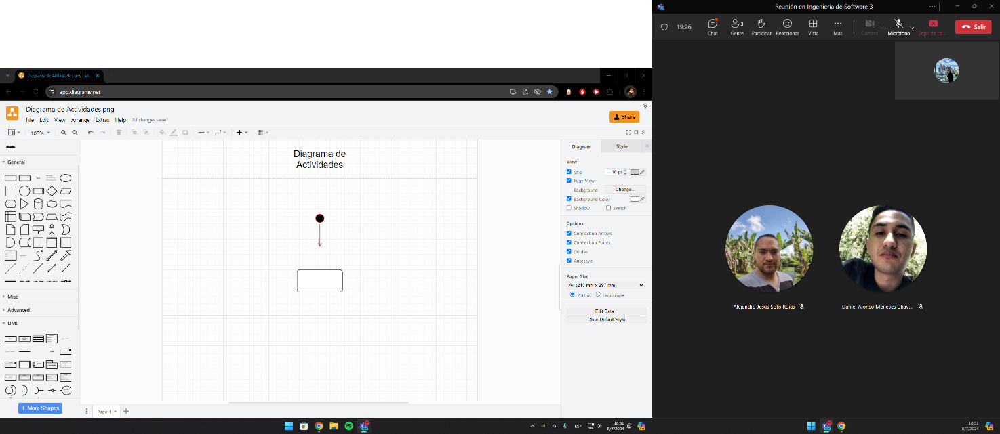 Diagrama de Actividades.png - dr
app.diagrams.net
Diagrama de Actividades.png
File Edit View Arrange Extras Help All changes saved
Share
100%
General
Text
Misc
Advanced
UML
+ More Shapes
Diagrama de
Actividades
Page-1
Diagram Style
View
Grid 10 pt
Page View
Background Change...
Background Color
Shadow Sketch
Options
Connection Arrows
Connection Points
Guides
Autosave
Paper Size
A4 (210 mm x 297 mm)
Portrait Landscape
Edit Data...
Clear Default Style
ESP
18:51
8/7/2024
Reunión en Ingenieria de Software 3
19:26
Chat
Gente 3
Participar
Reaccionar
Vista
Más
Cámara
Micrófono
Dejar de co...
Salir
Alejandro Jesus Solis Rojas
Daniel Alonso Meneses Chav...
18:51
8/7/2024